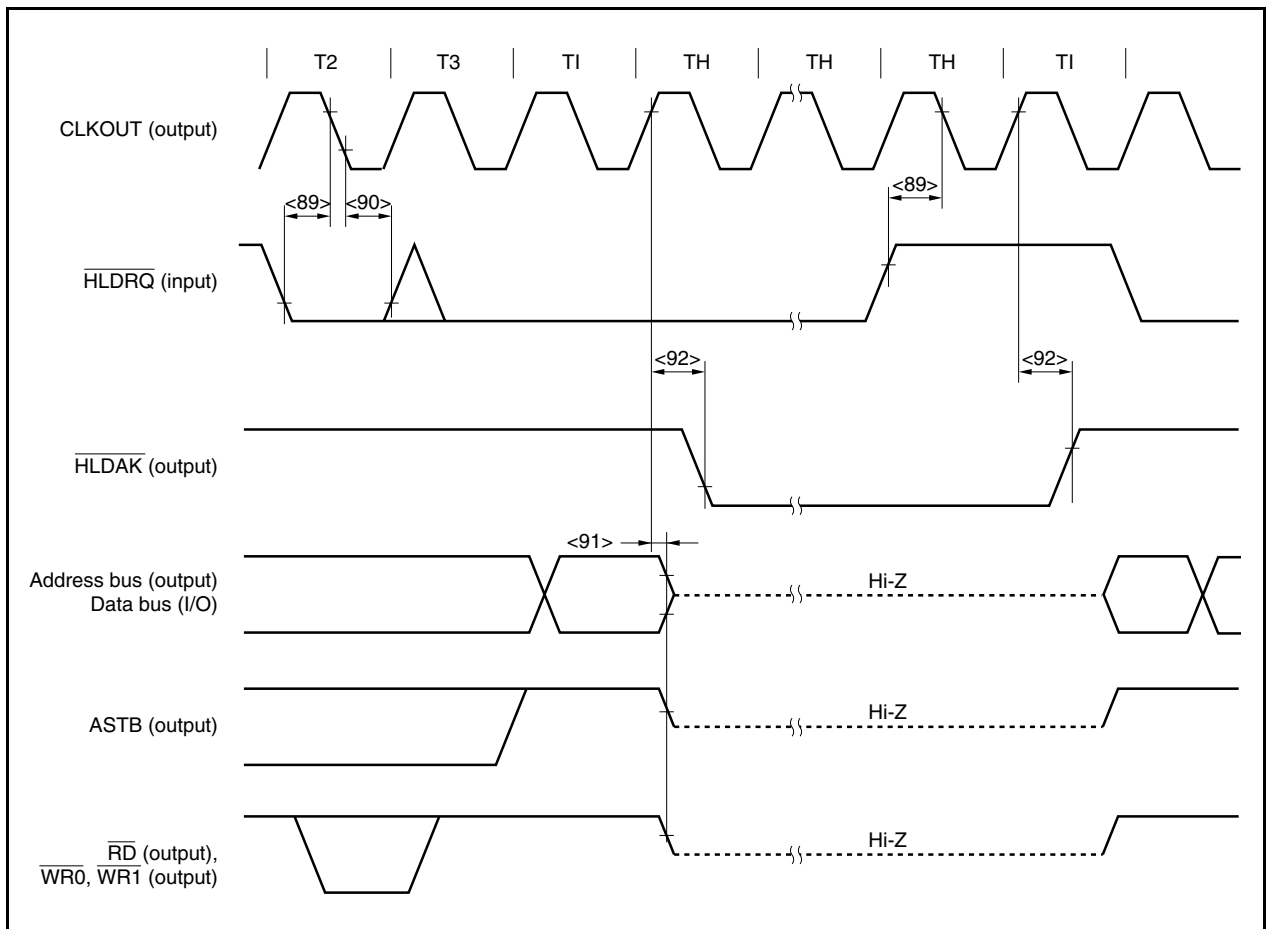 T2 T3 TI TH TH TH TI
CLKOUT (output)
<89> <90> <89>
HLDRQ (input)
<92> <92>
HLDAK (output)
<91>
Address bus (output)
Data bus (I/O)
Hi-Z
ASTB (output)
Hi-Z
RD (output),
WR0, WR1 (output)
Hi-Z